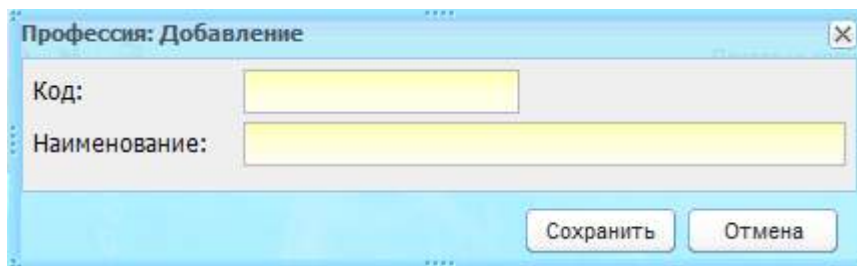 Профессия: Добавление
Код:
Наименование:
Сохранить Отмена